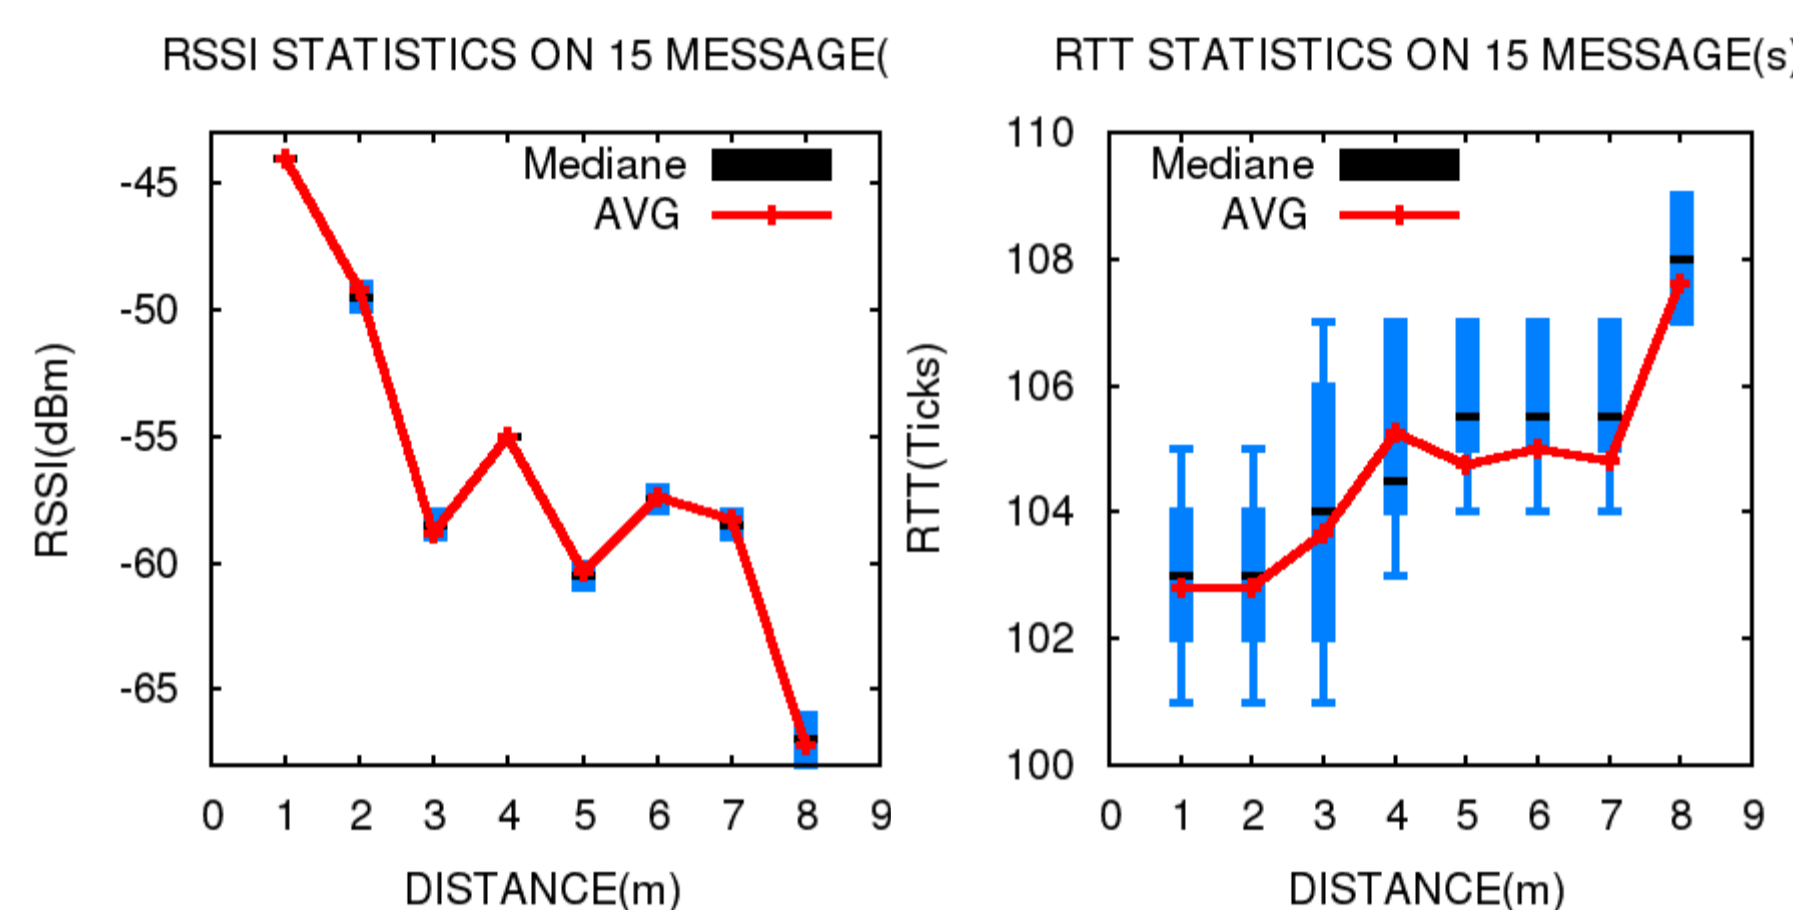 RSSI STATISTICS ON 15 MESSAGE(
Mediane
AVG
-45
-50
-55
-60
-65
RSSI(dBm)
0 1 2 3 4 5 6 7 8 9
DISTANCE(m)
RTT STATISTICS ON 15 MESSAGE(s)
Mediane
AVG
110
108
106
104
102
100
RTT(Ticks)
0 1 2 3 4 5 6 7 8 9
DISTANCE(m)